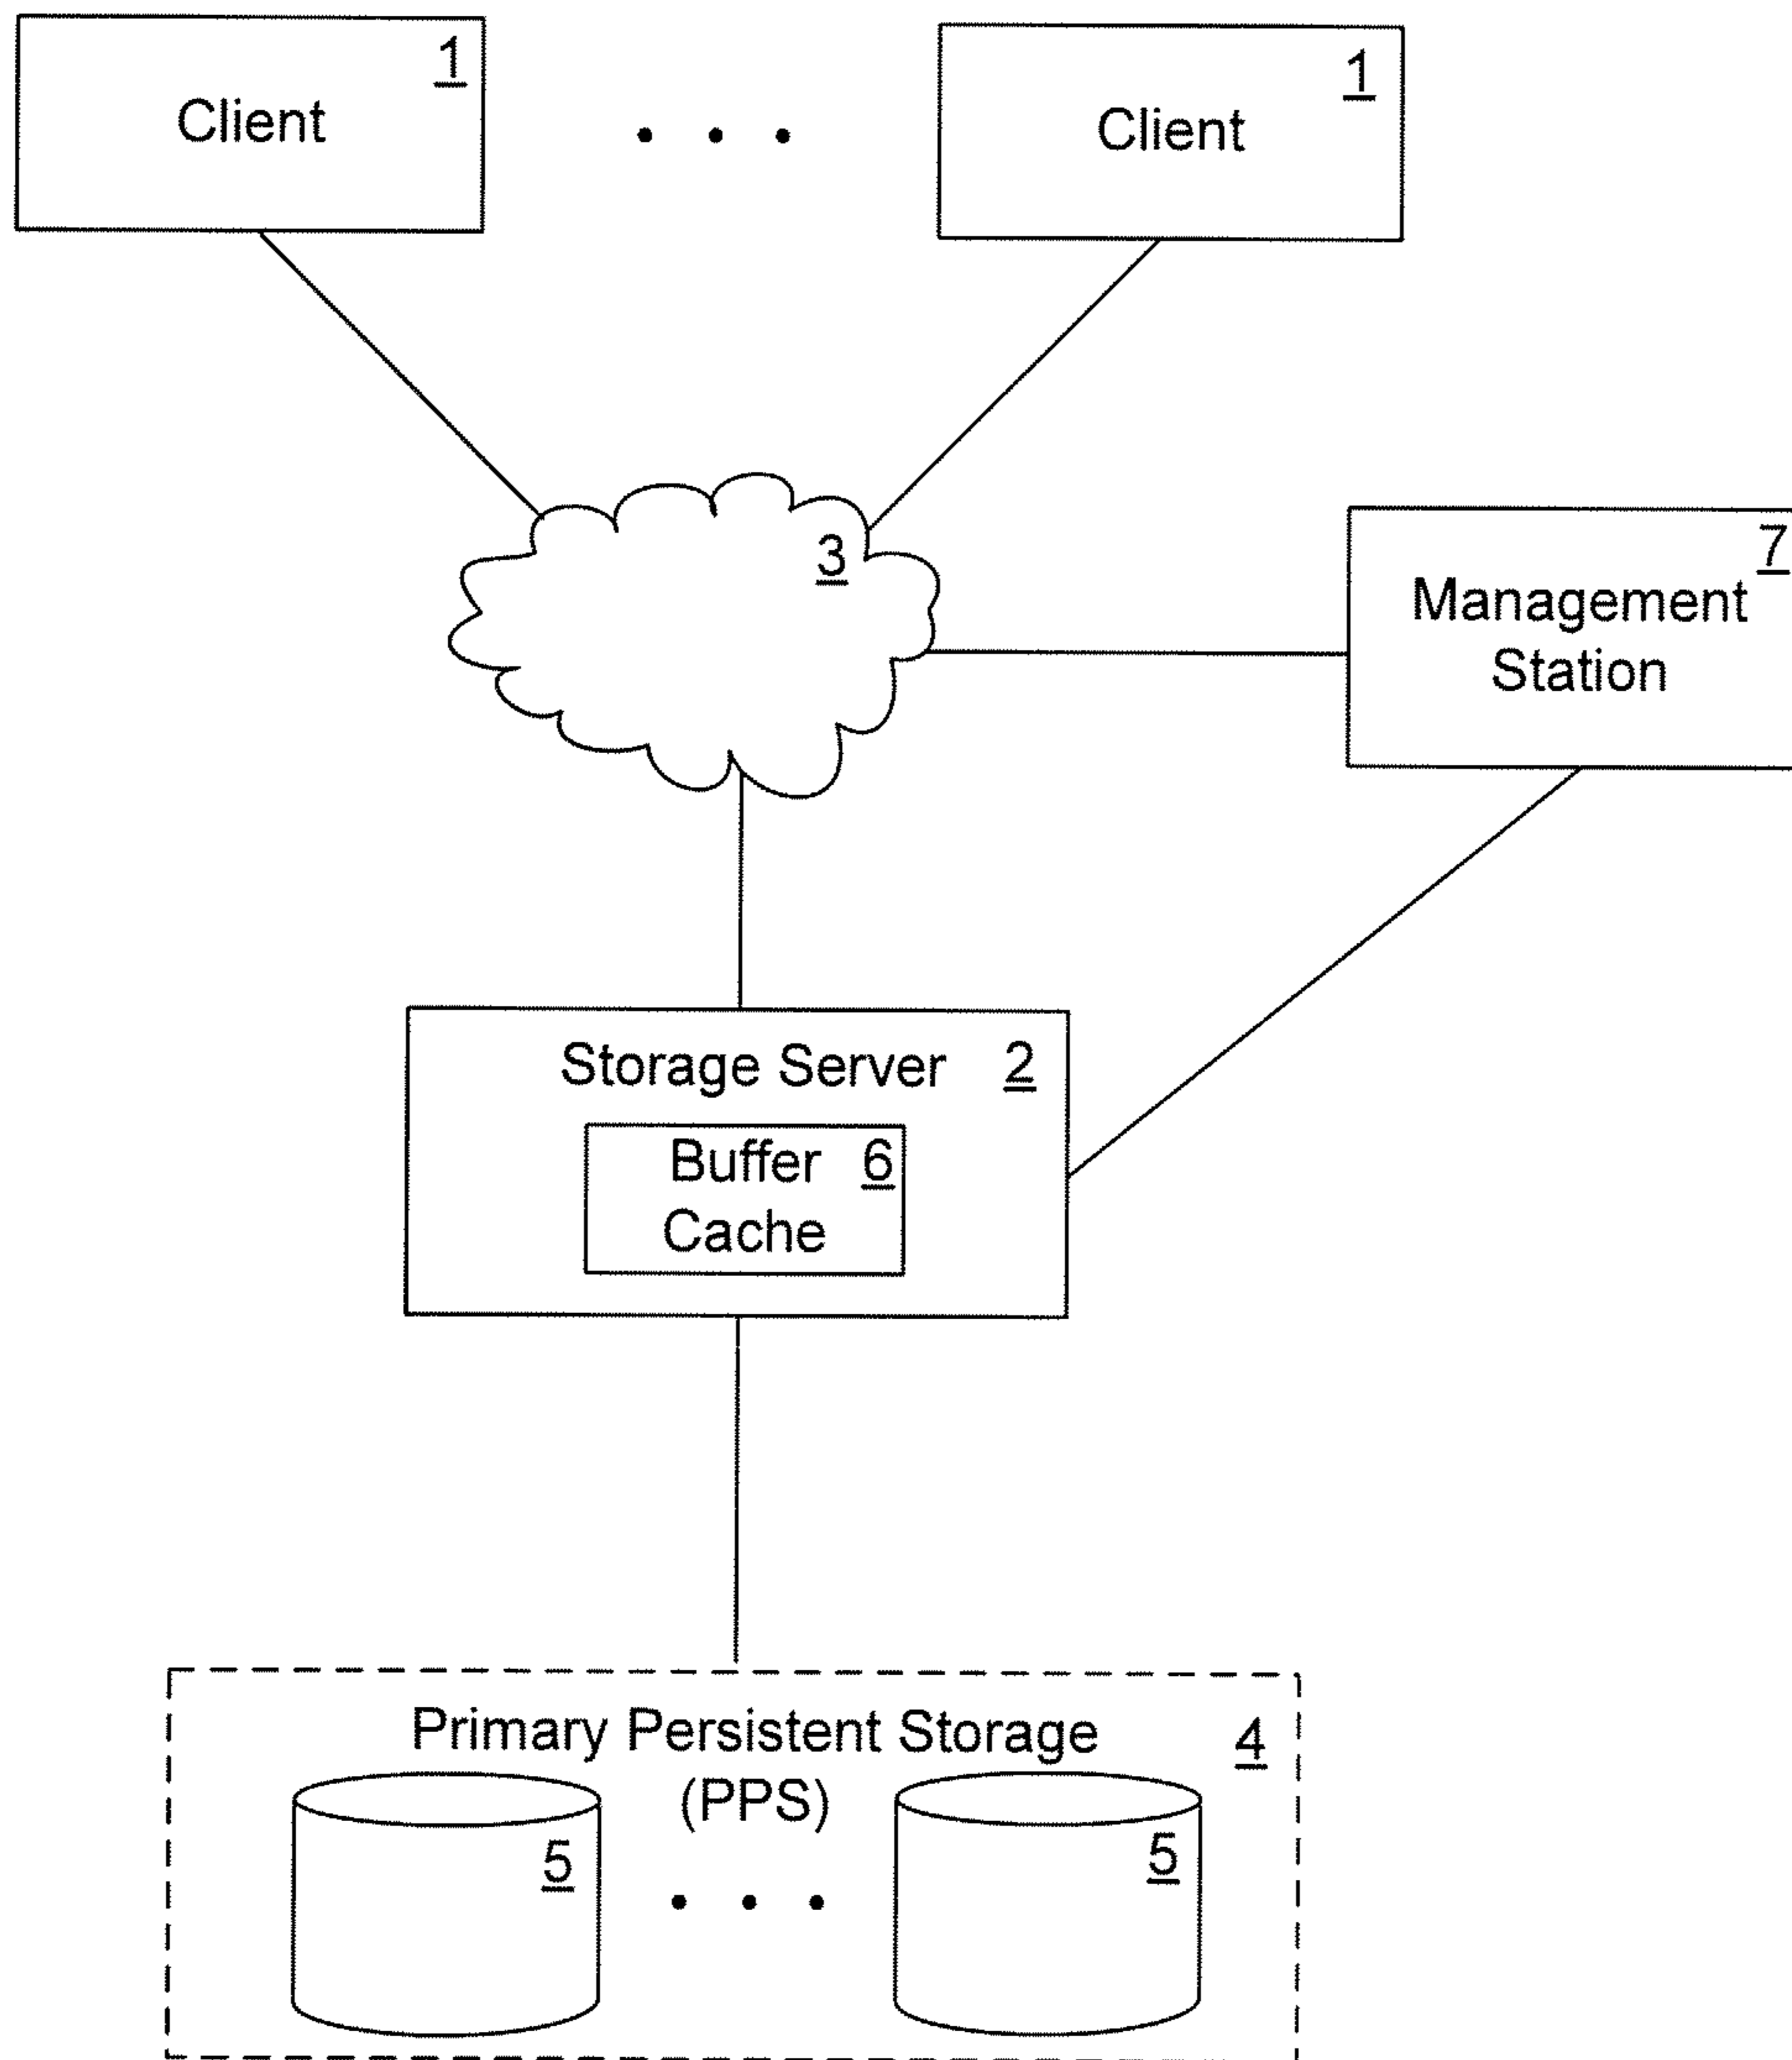 1
Client
1
Client
3
7
Management
Station
Storage Server 2
Buffer 6
Cache
Primary Persistent Storage 4
(PPS)
5
5